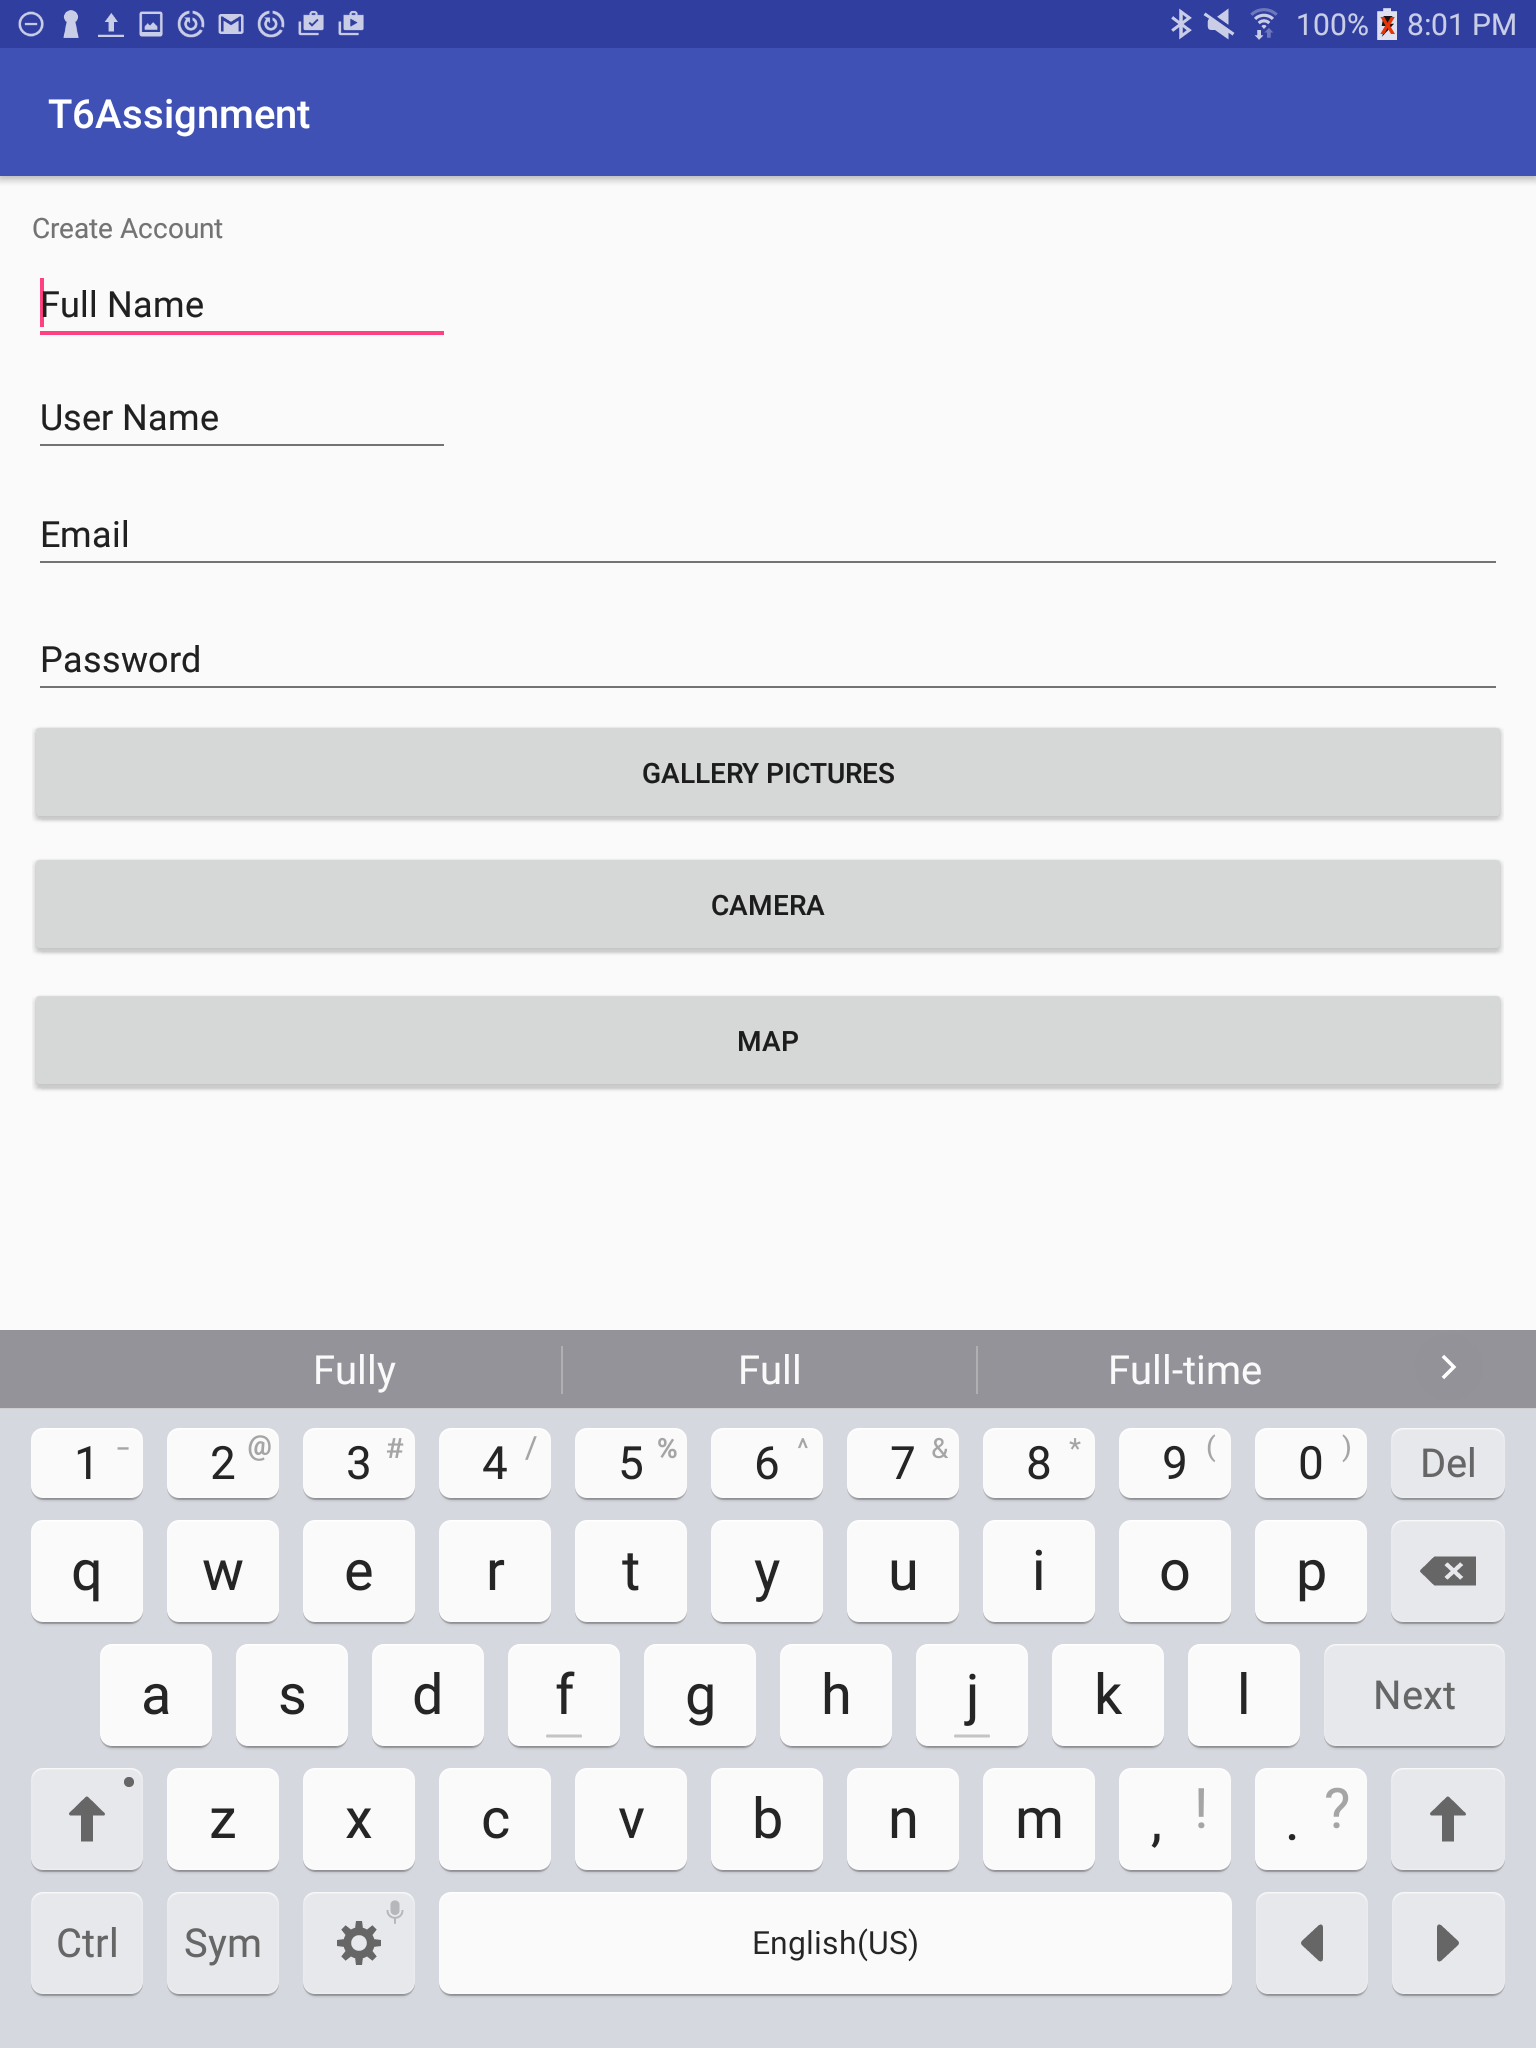 100% 8:01 PM
T6Assignment
Create Account
Full Name
User Name
Email
Password
GALLERY PICTURES
CAMERA
MAP
Fully Full Full-time
1 - 2 @ 3 # 4 / 5 % 6 ^ 7 & 8 * 9 ( 0 ) Del
q w e r t y u i o p
a s d f g h j k l Next
z x c v b n m , ! . ?
Ctrl Sym English(US)